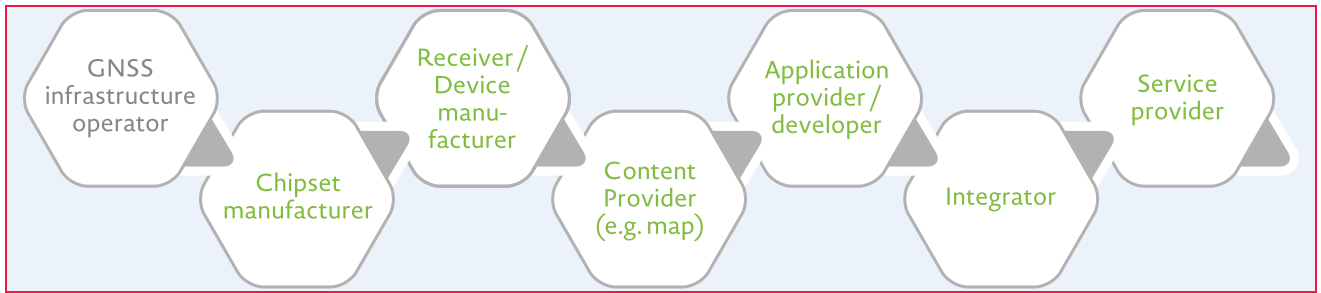 GNSS
infrastructure
operator
Chipset
manufacturer
Receiver /
Device
manu-
facturer
Content
Provider
(e.g. map)
Application
provider /
developer
Integrator
Service
provider